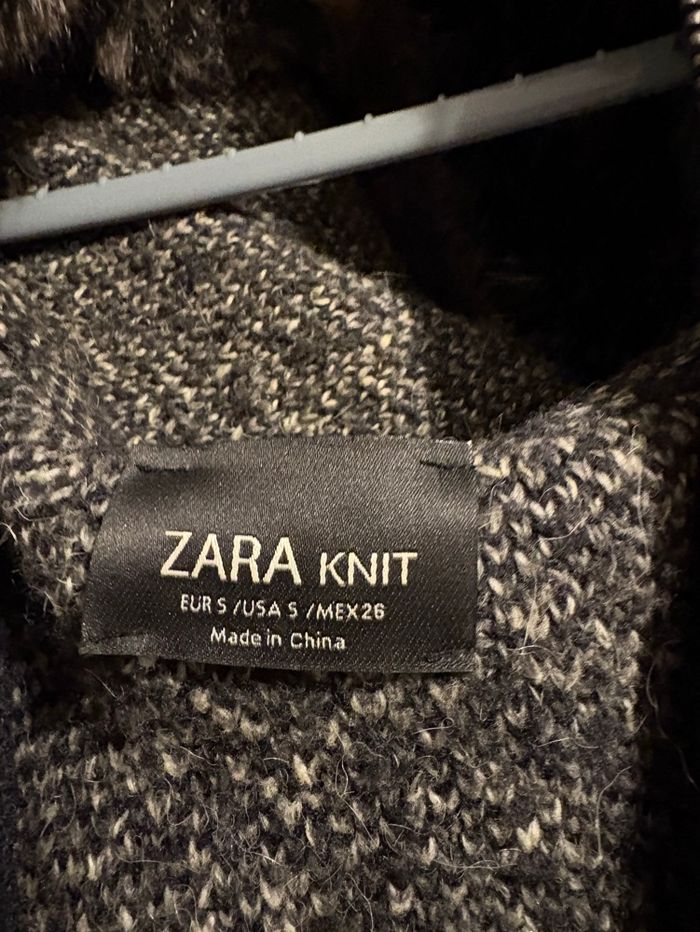 ZARA KNIT
EUR S /USA S /MEX26
Made in China